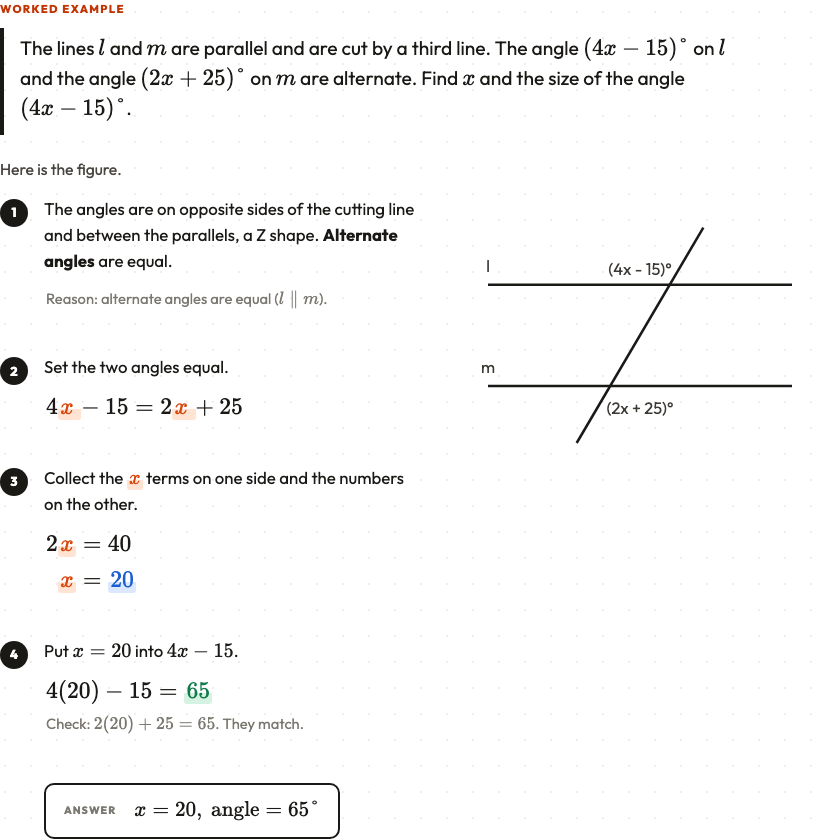 WORKED EXAMPLE
The lines l and m are parallel and are cut by a third line. The angle (4x − 15)° on l
and the angle (2x + 25)° on m are alternate. Find x and the size of the angle
(4x − 15)°.
Here is the figure.
1 The angles are on opposite sides of the cutting line
and between the parallels, a Z shape. Alternate
angles are equal.
Reason: alternate angles are equal (l ∥ m).
2 Set the two angles equal.
4x − 15 = 2x + 25
3 Collect the x terms on one side and the numbers
on the other.
2x = 40
x = 20
4 Put x = 20 into 4x − 15.
4(20) − 15 = 65
Check: 2(20) + 25 = 65. They match.
ANSWER x = 20, angle = 65°
l
(4x - 15)°
m
(2x + 25)°